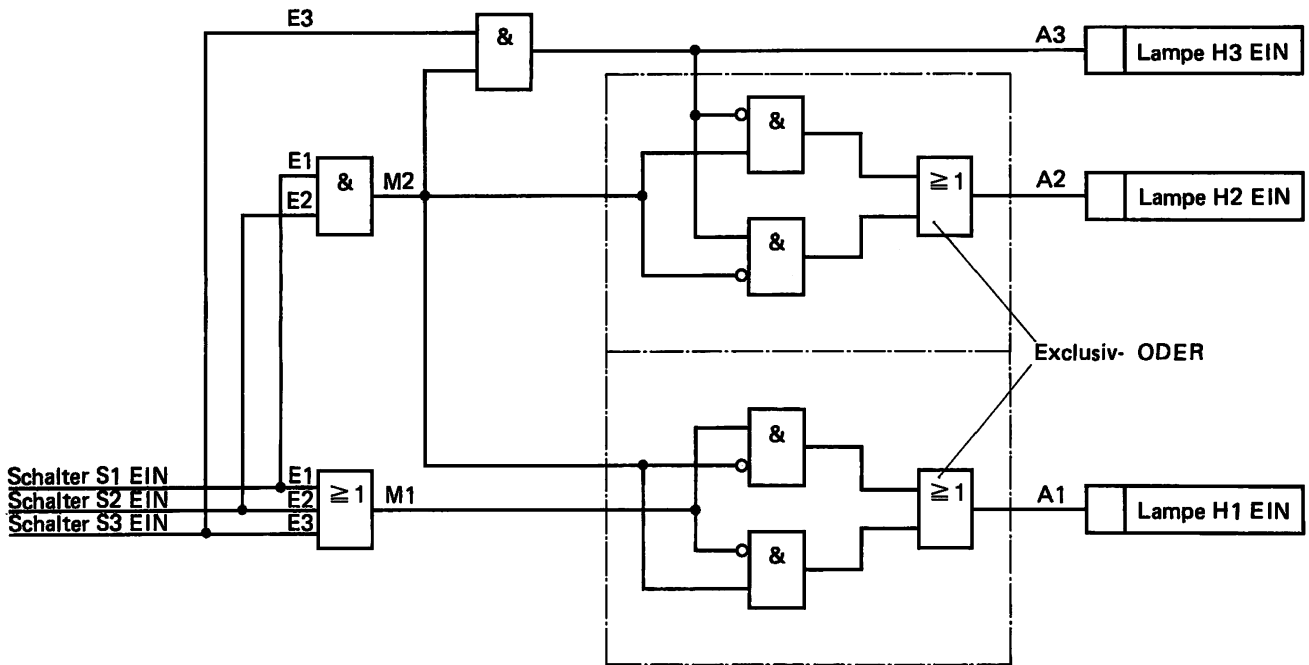 E3
&
A3
Lampe H3 EIN
&
E1
&
M2
E2
≧ 1
A2
Lampe H2 EIN
&
Exclusiv- ODER
&
Schalter S1 EIN
E1
≧ 1
M1
≧ 1
A1
Lampe H1 EIN
Schalter S2 EIN
E2
Schalter S3 EIN
E3
&